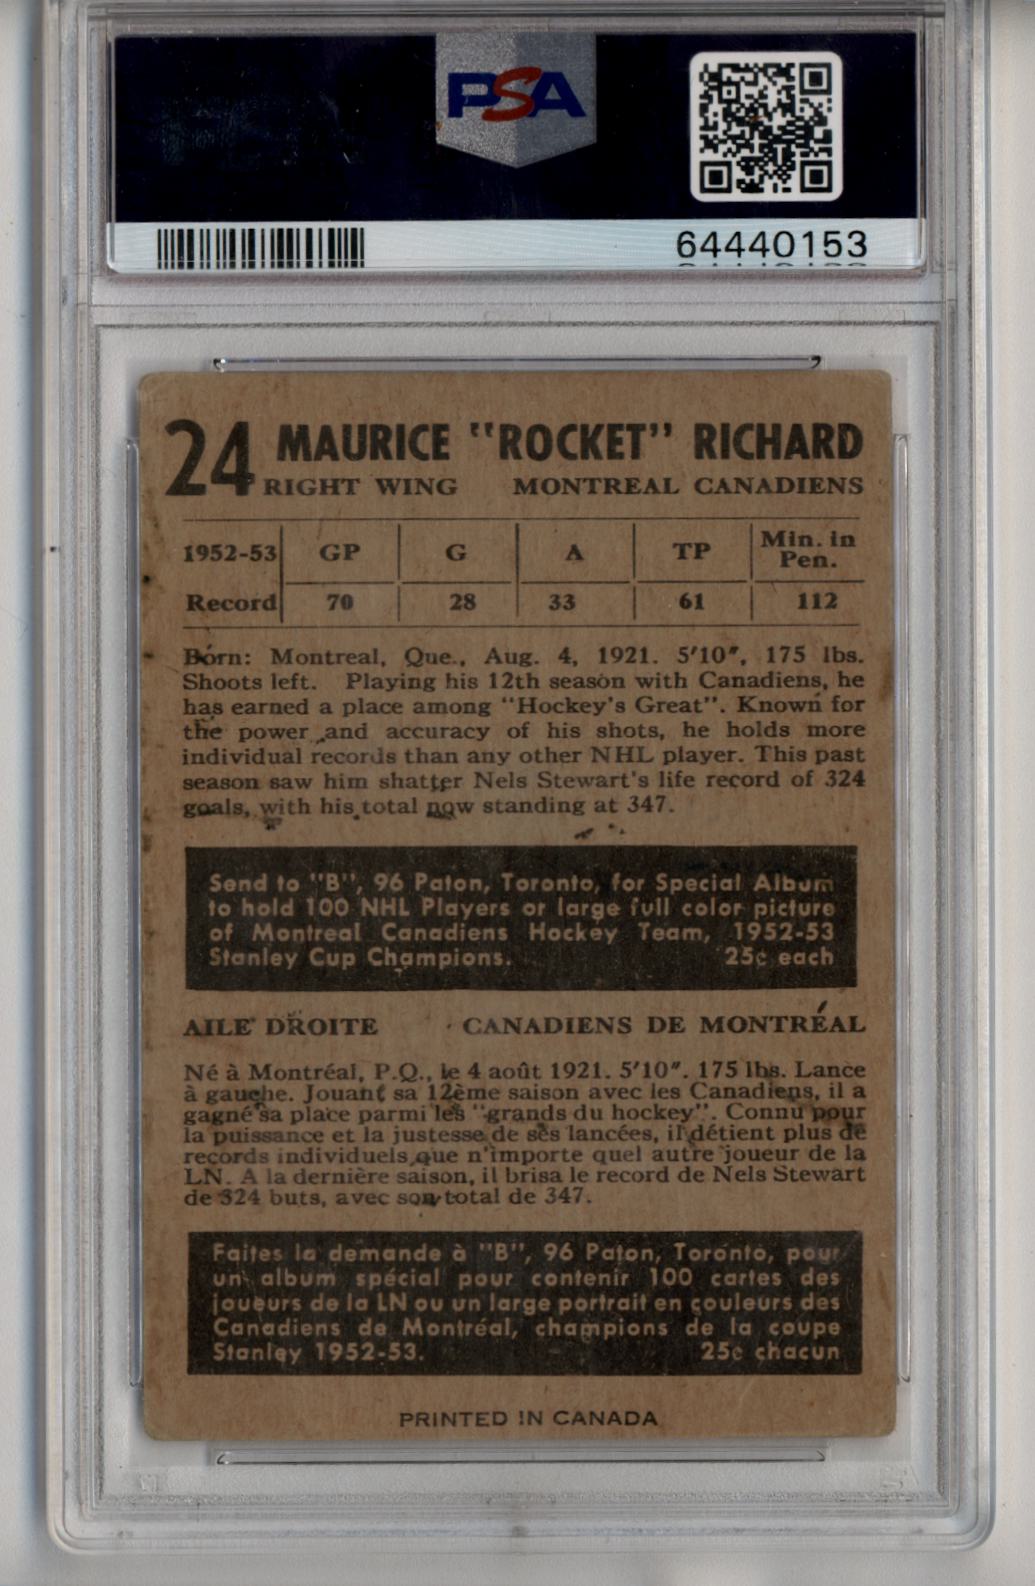 PSA
64440153
24 MAURICE "ROCKET" RICHARD
RIGHT WING MONTREAL CANADIENS
1952-53 GP G A TP Min. in Pen.
Record 70 28 33 61 112
Born: Montreal, Que., Aug. 4, 1921. 5'10", 175 lbs.
Shoots left. Playing his 12th season with Canadiens, he
has earned a place among "Hockey's Great". Known for
the power and accuracy of his shots, he holds more
individual records than any other NHL player. This past
season saw him shatter Nels Stewart's life record of 324
goals, with his total now standing at 347.
Send to "B", 96 Paton, Toronto, for Special Album
to hold 100 NHL Players or large full color picture
of Montreal Canadiens Hockey Team, 1952-53
Stanley Cup Champions. 25¢ each
AILE DROITE CANADIENS DE MONTRÉAL
Né à Montréal, P.Q., le 4 août 1921. 5'10". 175 lbs. Lance
à gauche. Jouant sa 12ème saison avec les Canadiens, il a
gagné sa place parmi les "grands du hockey". Connu pour
la puissance et la justesse de ses lancées, il détient plus de
records individuels que n'importe quel autre joueur de la
LN. A la dernière saison, il brisa le record de Nels Stewart
de 324 buts, avec son total de 347.
Faites la demande à "B", 96 Paton, Toronto, pour
un album spécial pour contenir 100 cartes des
joueurs de la LN ou un large portrait en couleurs des
Canadiens de Montréal, champions de la coupe
Stanley 1952-53. 25¢ chacun
PRINTED IN CANADA